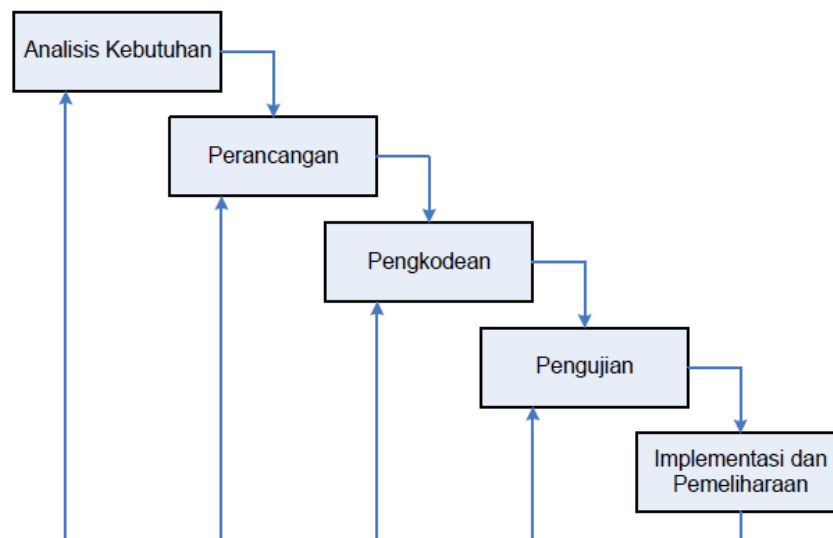 Analisis Kebutuhan
Perancangan
Pengkodean
Pengujian
Implementasi dan
Pemeliharaan